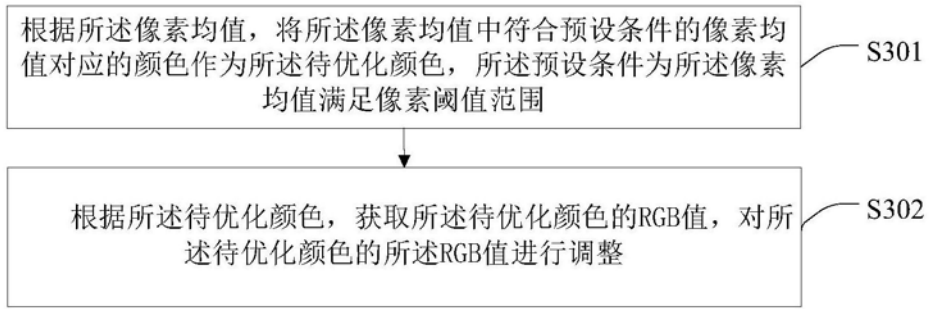 根据所述像素均值，将所述像素均值中符合预设条件的像素均
值对应的颜色作为所述待优化颜色，所述预设条件为所述像素
均值满足像素阈值范围
S301
根据所述待优化颜色，获取所述待优化颜色的RGB值，对所
述待优化颜色的所述RGB值进行调整
S302